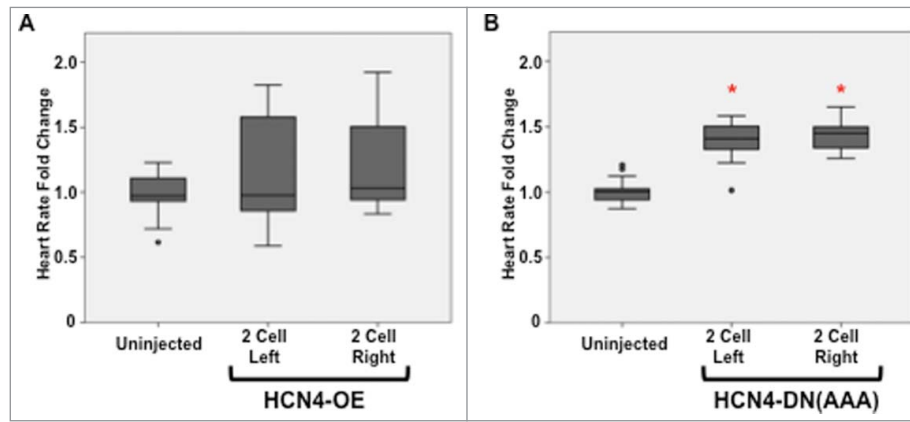 A
Heart Rate Fold Change
2.0
1.5
1.0
0.5
0
Uninjected
2 Cell
Left
2 Cell
Right
HCN4-OE
B
Heart Rate Fold Change
2.0
1.5
1.0
0.5
0
*
*
Uninjected
2 Cell
Left
2 Cell
Right
HCN4-DN(AAA)